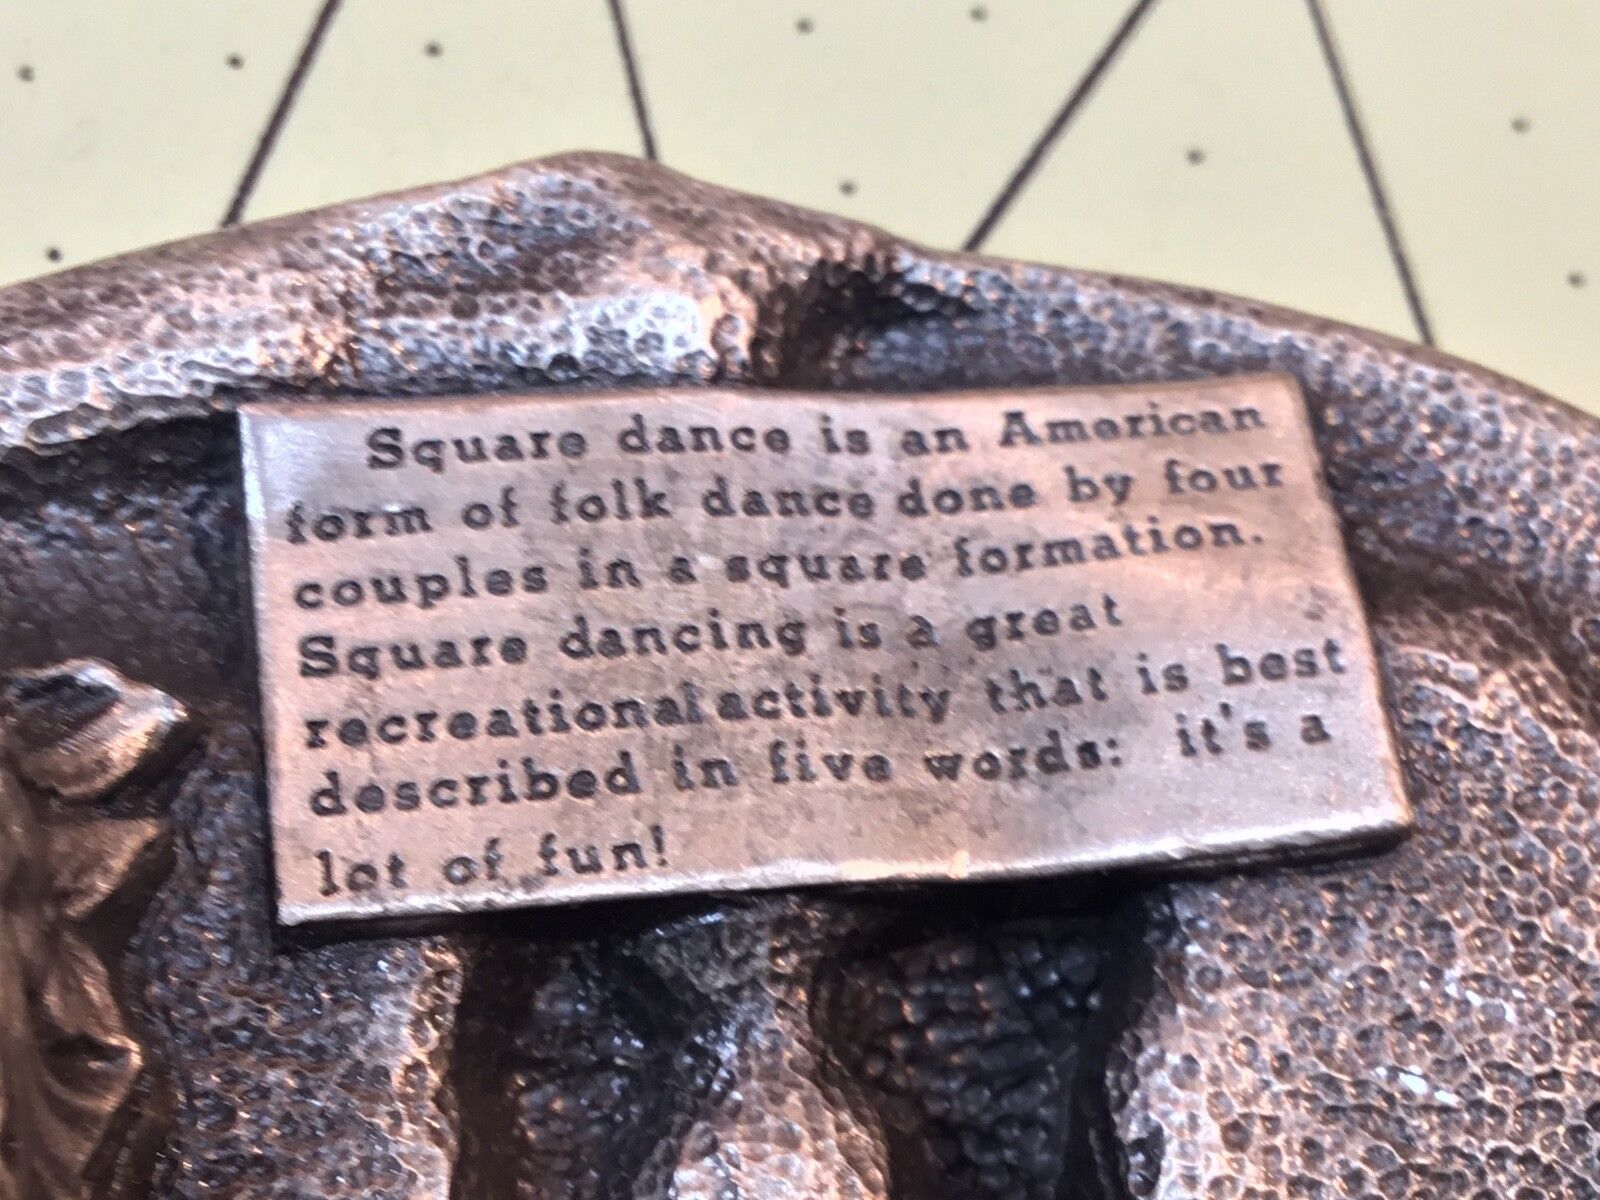 Square dance is an American
form of folk dance done by four
couples in a square formation.
Square dancing is a great
recreational activity that is best
described in five words: it's a
lot of fun!